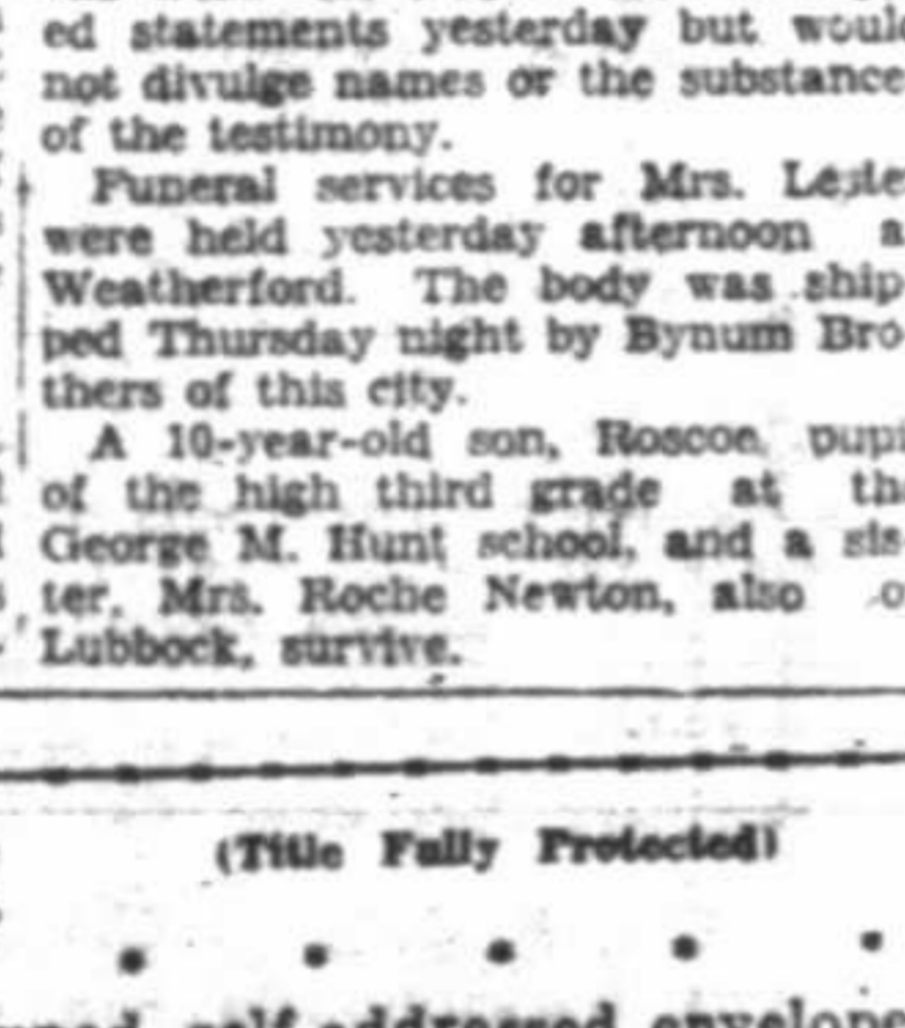 ed statements yesterday but would
not divulge names or the substance
of the testimony.
Funeral services for Mrs.
were held yesterday afternoon a
Weatherford. The body was ship-
ped Thursday night by Bynum Bro-
thers of this city.
A 10-year-old son, Roscoe, pupi
of the high third grade at the
George M. Hunt school, and a sis-
ter, Mrs. Roche Newton, also o
Lubbock, survive.
(Title Fully Protected)
self-addressed envelope